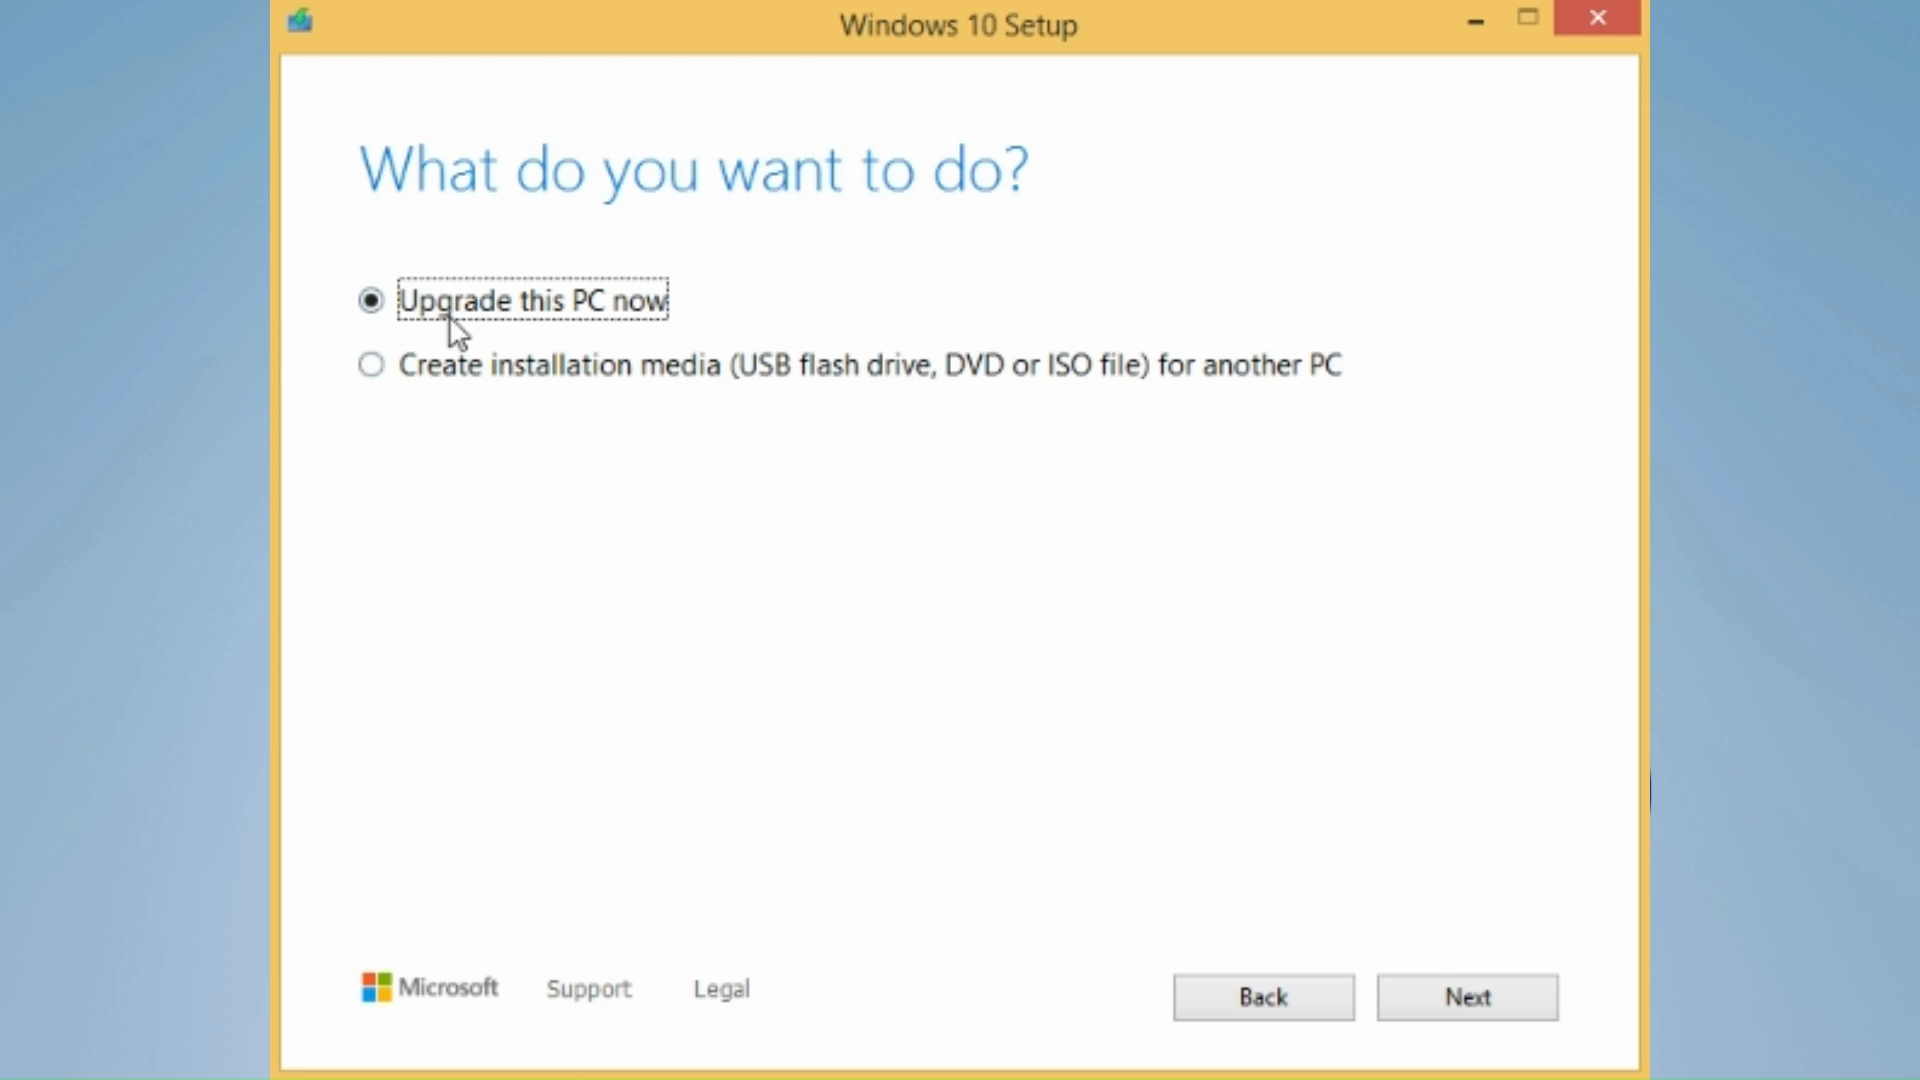 Windows 10 Setup
What do you want to do?
Upgrade this PC now
Create installation media (USB flash drive, DVD or ISO file) for another PC
Microsoft Support Legal
Back Next